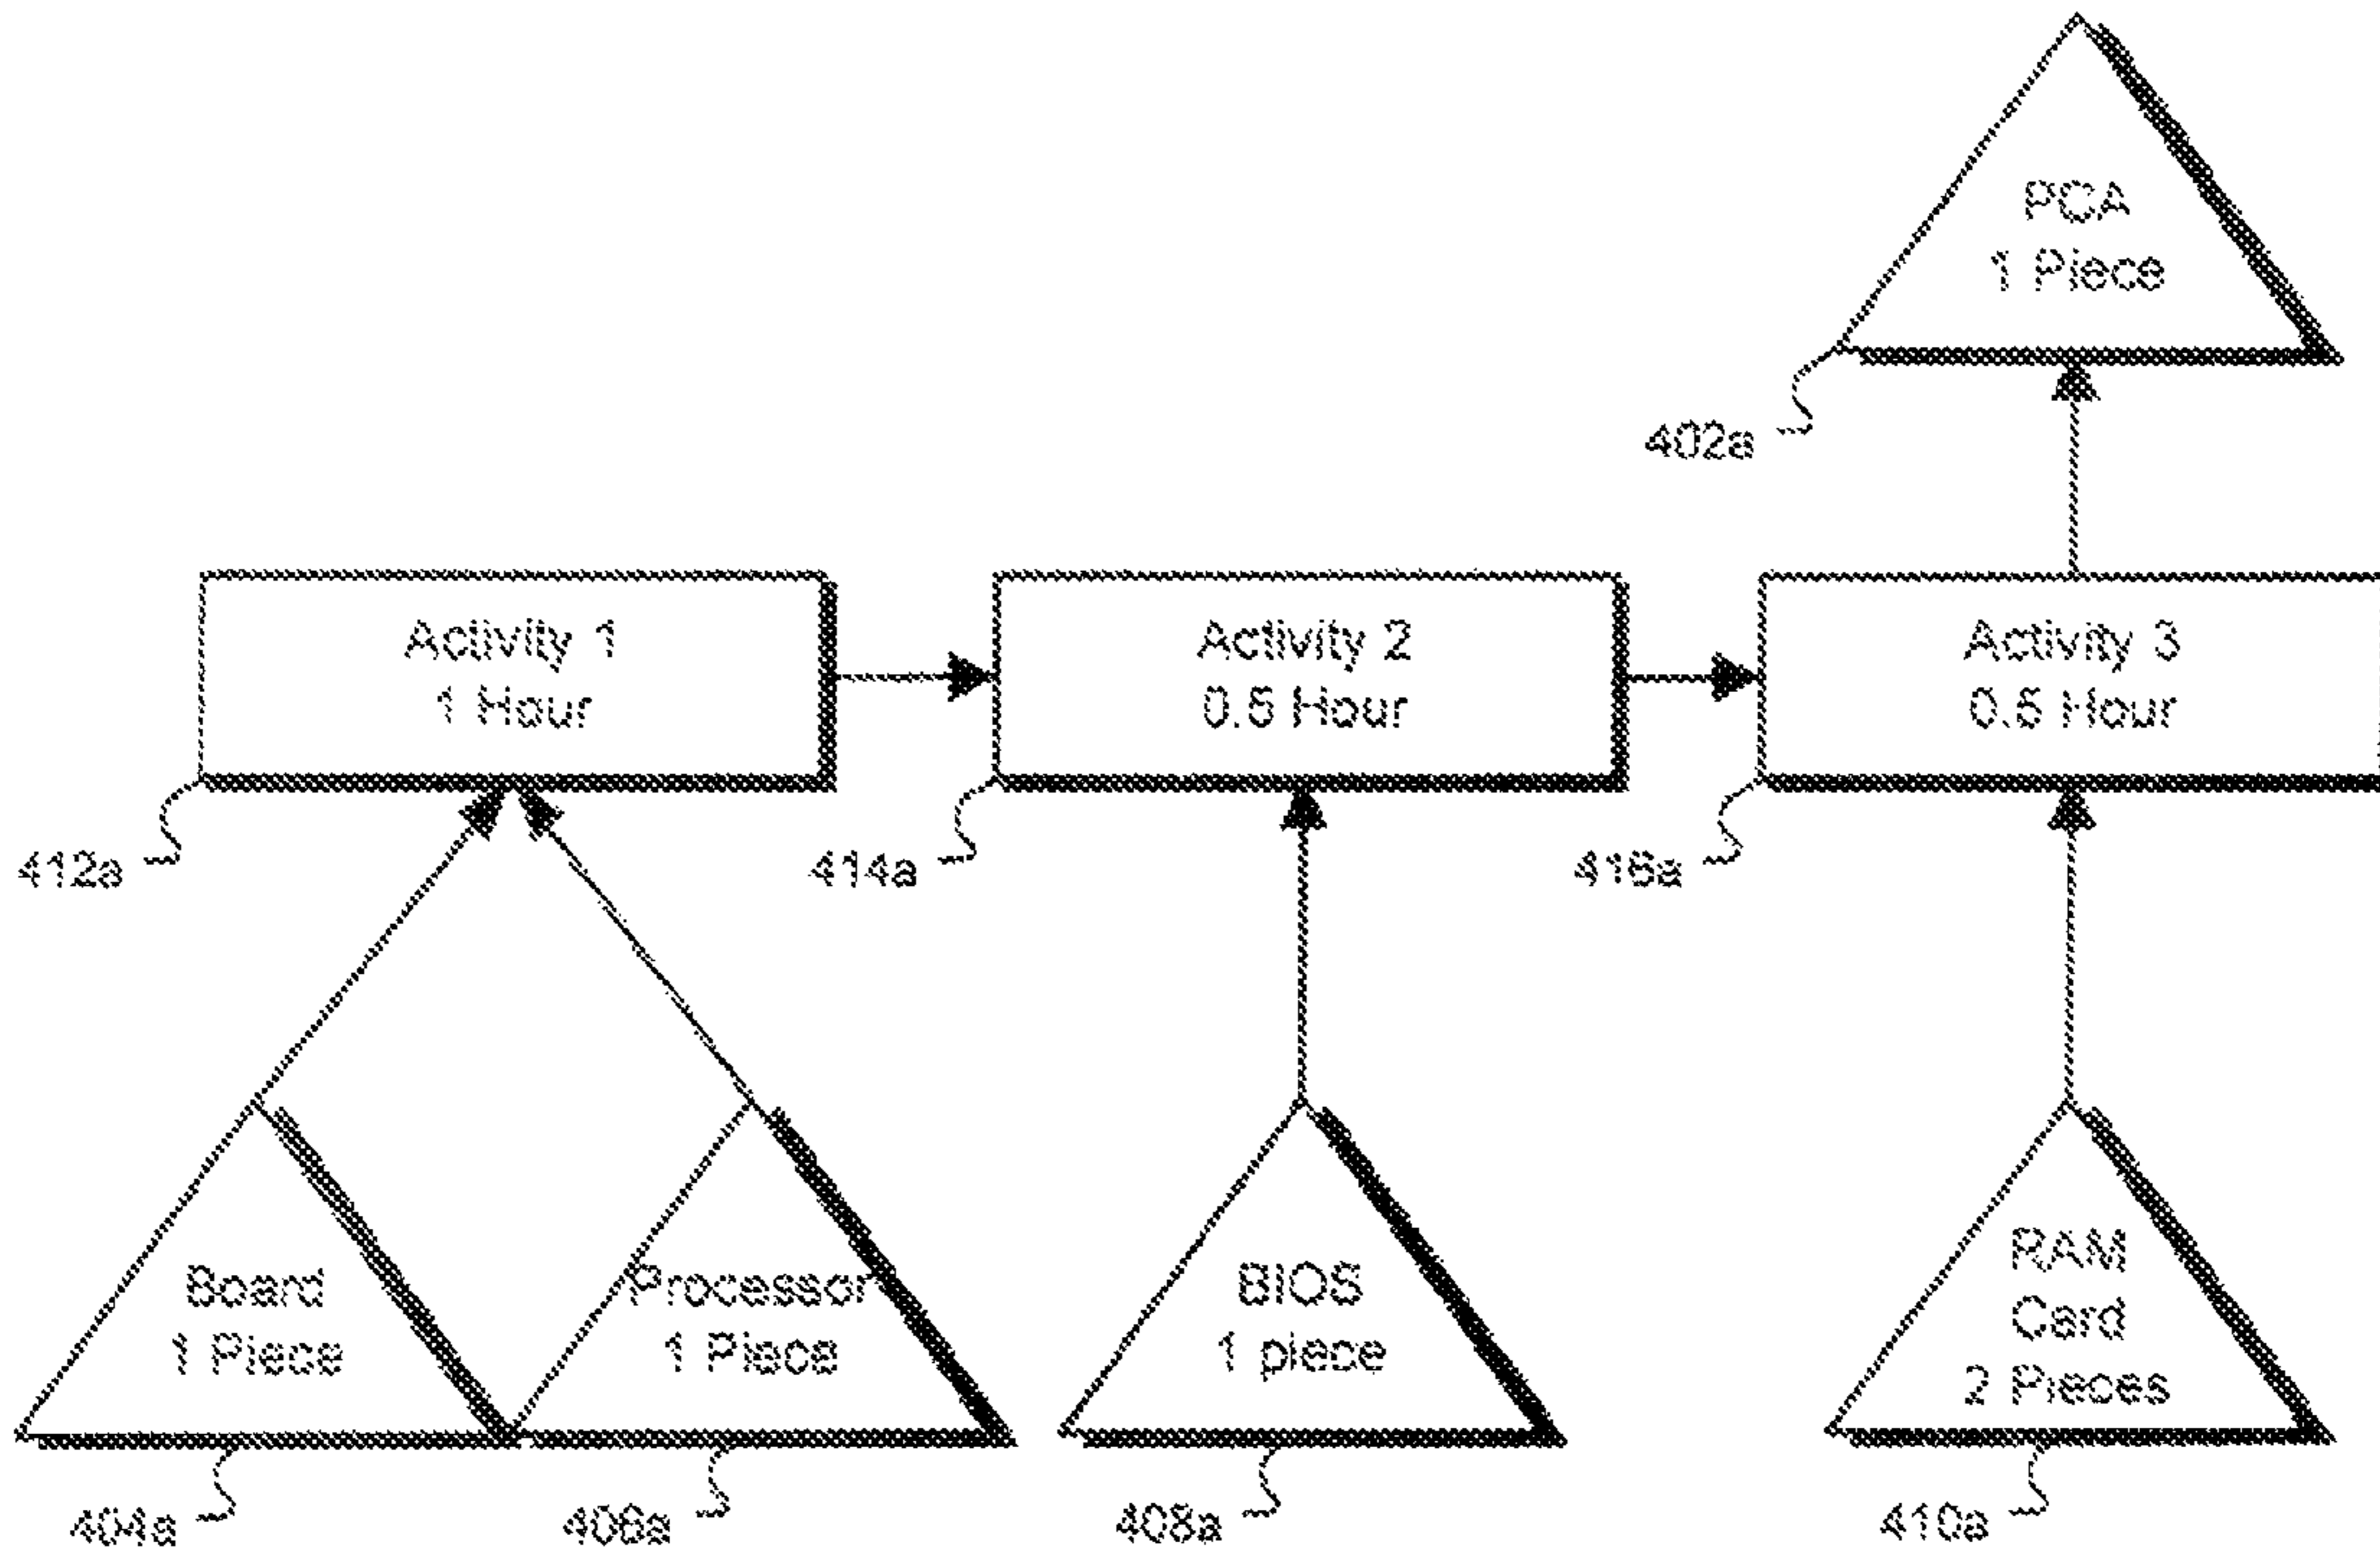 PCA
1 Piece
402a
Activity 1
1 Hour
Activity 2
0.5 Hour
Activity 3
0.5 Hour
412a
414a
416a
Board
1 Piece
Processor
1 Piece
BIOS
1 piece
RAM
Card
2 Pieces
404a
406a
408a
410a